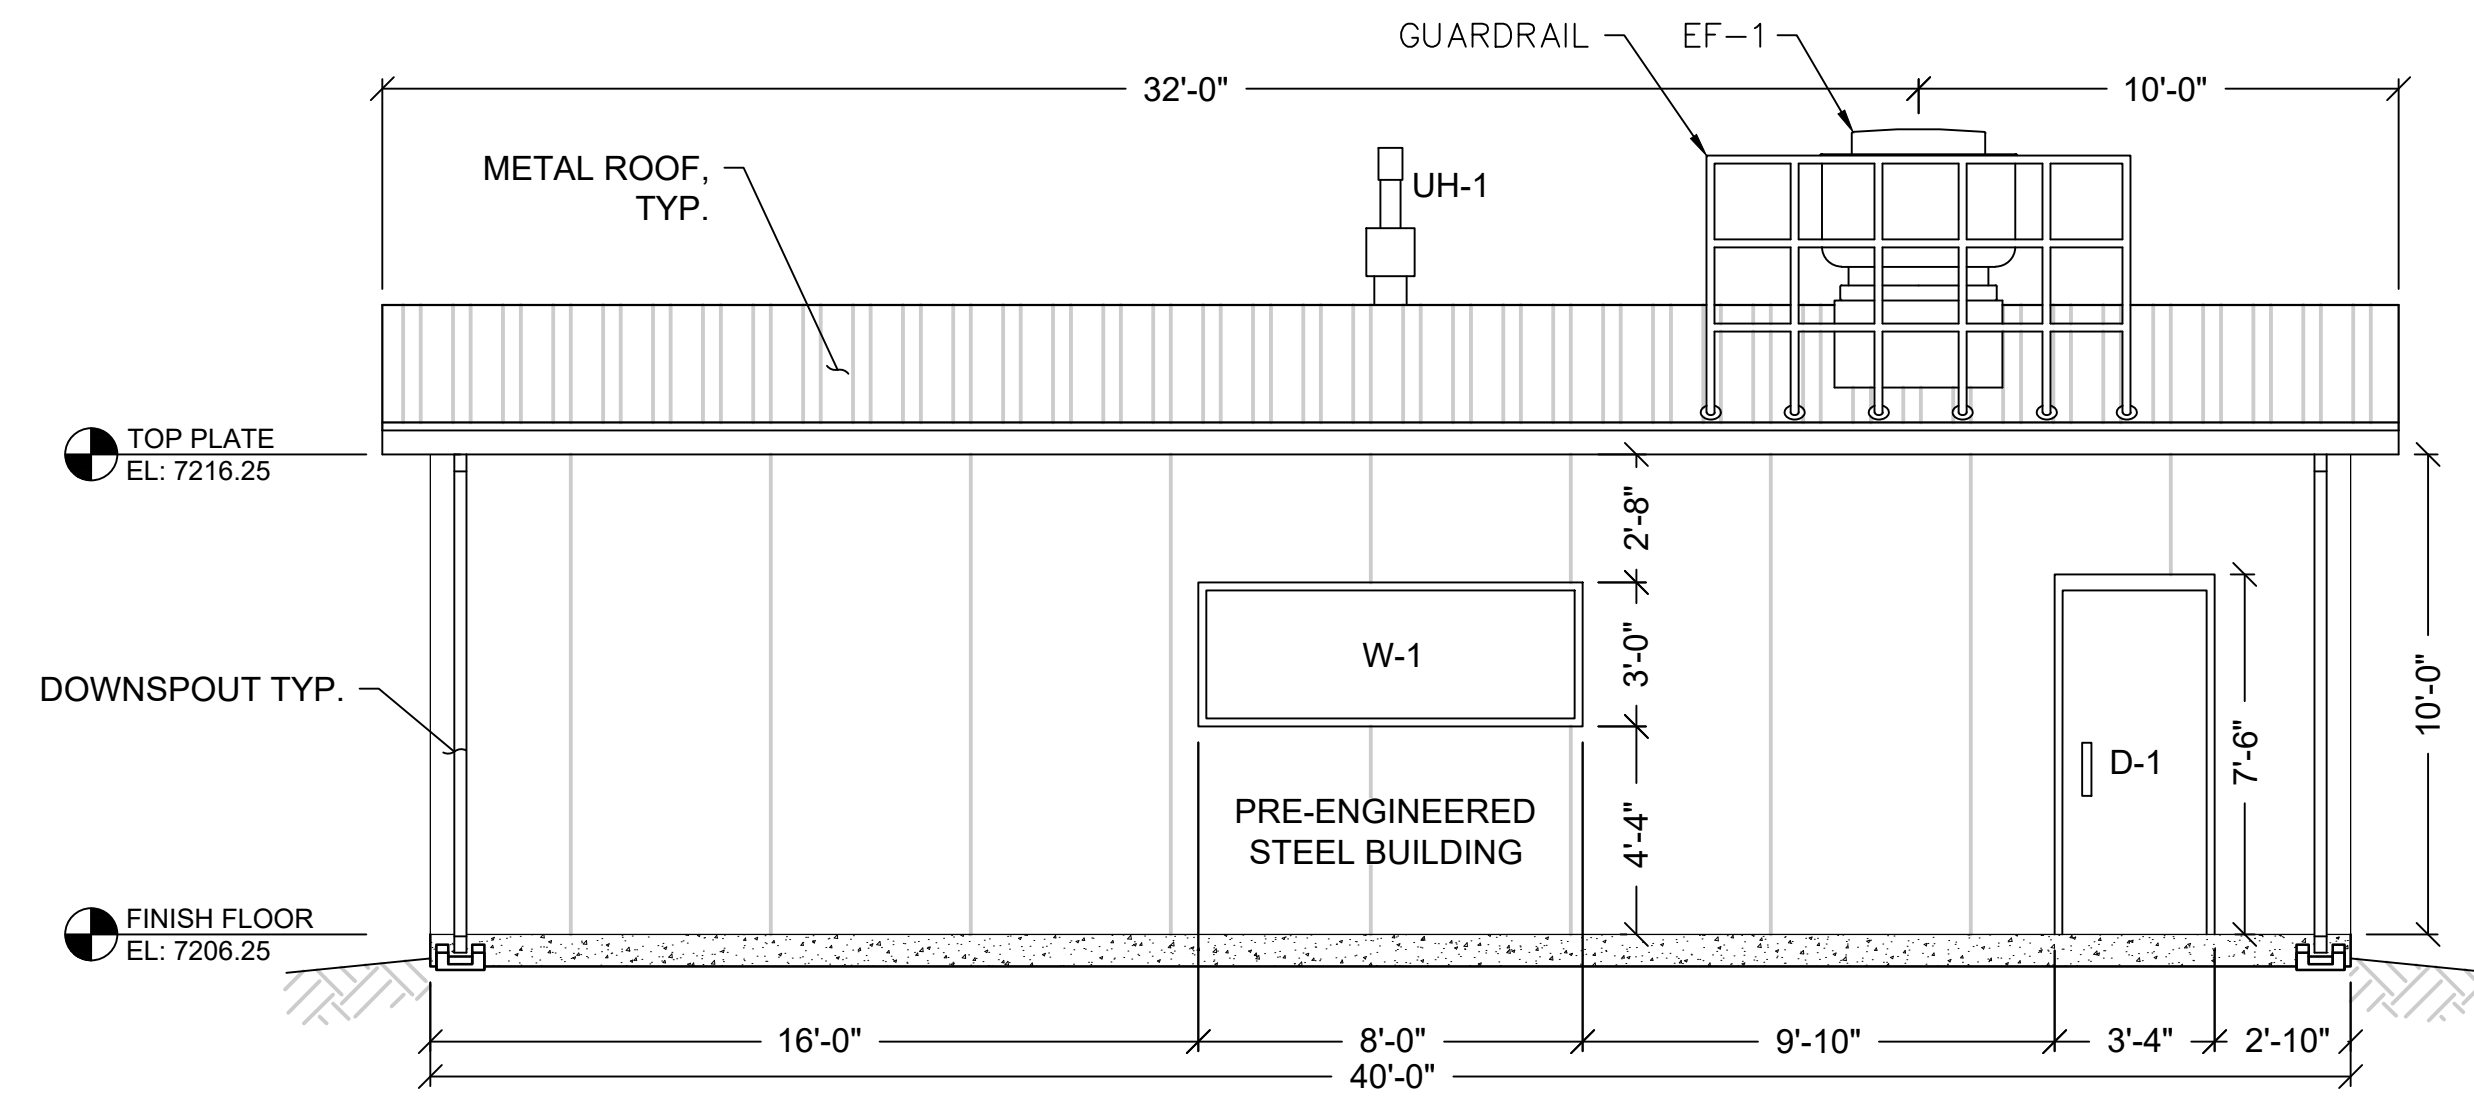 GUARDRAIL
EF-1
32'-0"
10'-0"
METAL ROOF,
TYP.
UH-1
TOP PLATE
EL: 7216.25
2'-8"
W-1
3'-0"
DOWNSPOUT TYP.
10'-0"
D-1
7'-6"
PRE-ENGINEERED
STEEL BUILDING
4'-4"
FINISH FLOOR
EL: 7206.25
16'-0"
8'-0"
9'-10"
3'-4"
2'-10"
40'-0"